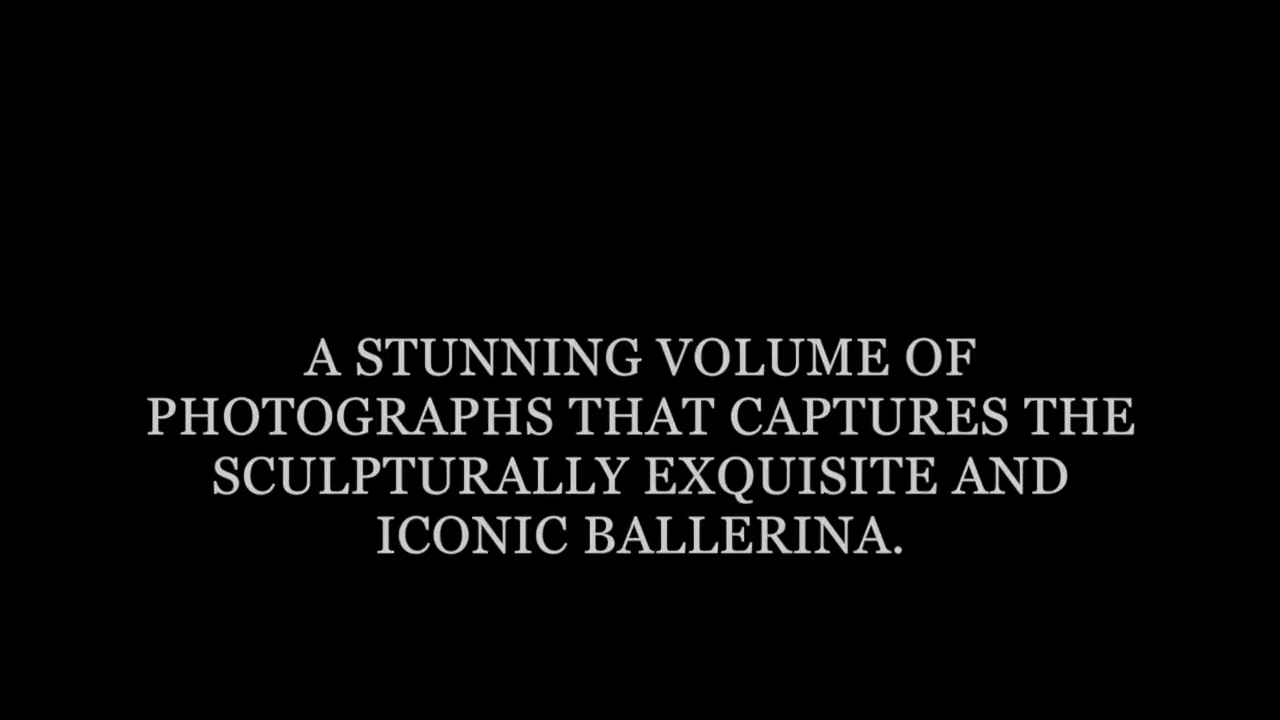 A STUNNING VOLUME OF
PHOTOGRAPHS THAT CAPTURES THE
SCULPTURALLY EXQUISITE AND
ICONIC BALLERINA.